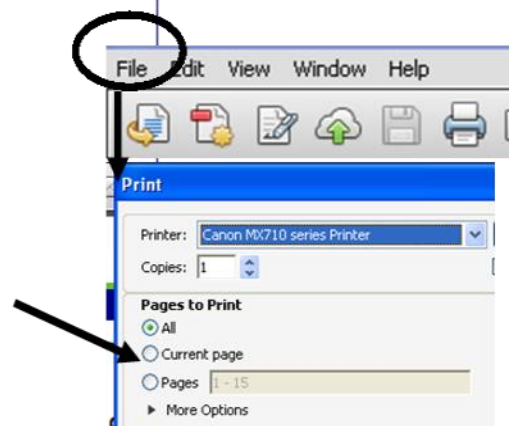 File Edit View Window Help
Print
Printer: Canon MX710 series Printer
Copies: 1
Pages to Print
All
Current page
Pages 1 - 15
More Options